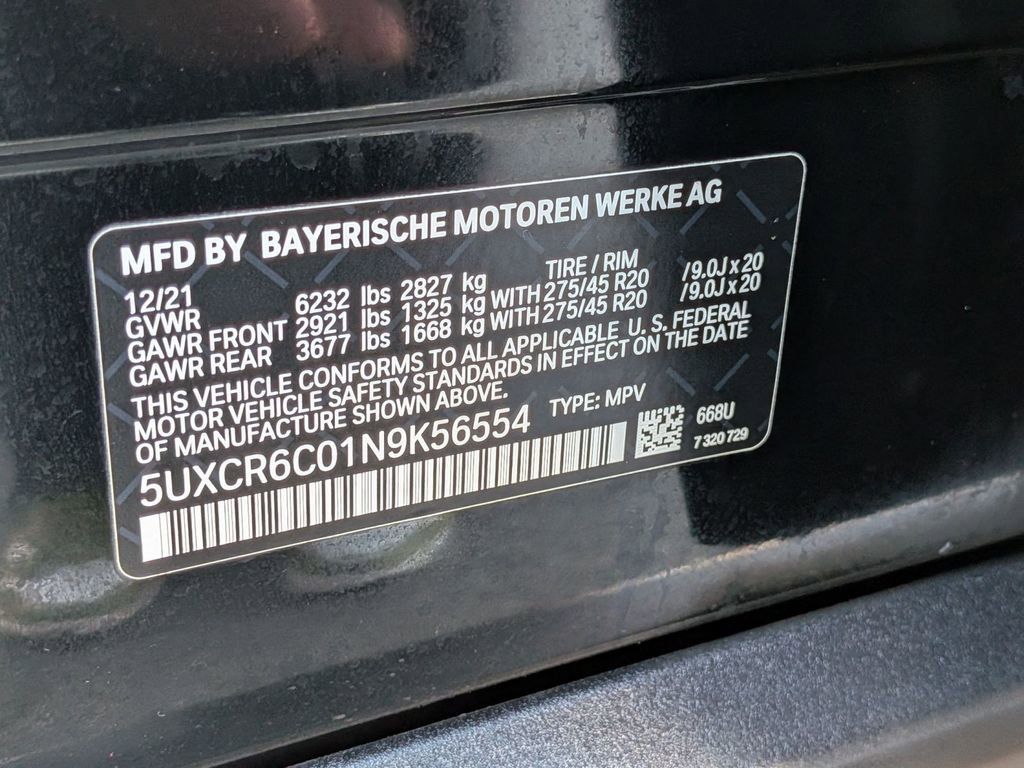 MFD BY BAYERISCHE MOTOREN WERKE AG
12/21 TIRE / RIM
GVWR 6232 lbs 2827 kg
GAWR FRONT 2921 lbs 1325 kg WITH 275/45 R20 /9.0J x 20
GAWR REAR 3677 lbs 1668 kg WITH 275/45 R20 /9.0J x 20
THIS VEHICLE CONFORMS TO ALL APPLICABLE U. S. FEDERAL
MOTOR VEHICLE SAFETY STANDARDS IN EFFECT ON THE DATE
OF MANUFACTURE SHOWN ABOVE.
5UXCR6C01N9K56554 TYPE: MPV
668U
7 320 729